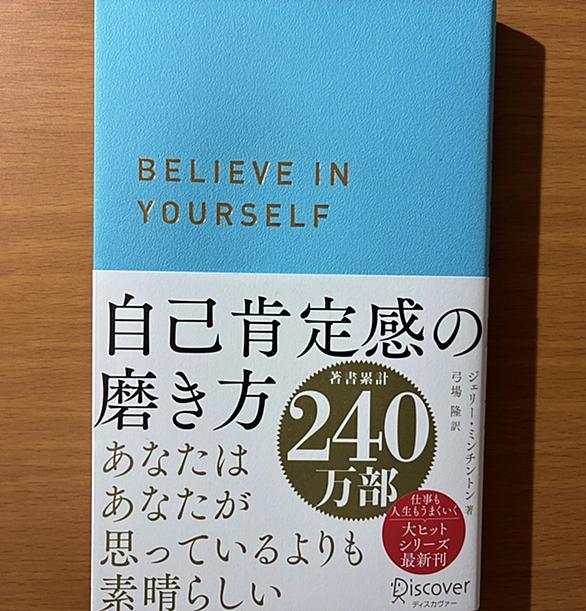 BELIEVE IN
YOURSELF
自己肯定感の
磨き方
あなたは
あなたが
思っているよりも
素晴らしい
著書累計
240
万部
ジェリー・ミンチントン 著
弓場 隆 訳
仕事も
人生もうまくいく
大ヒット
シリーズ
最新刊
Discover
ディスカヴァー